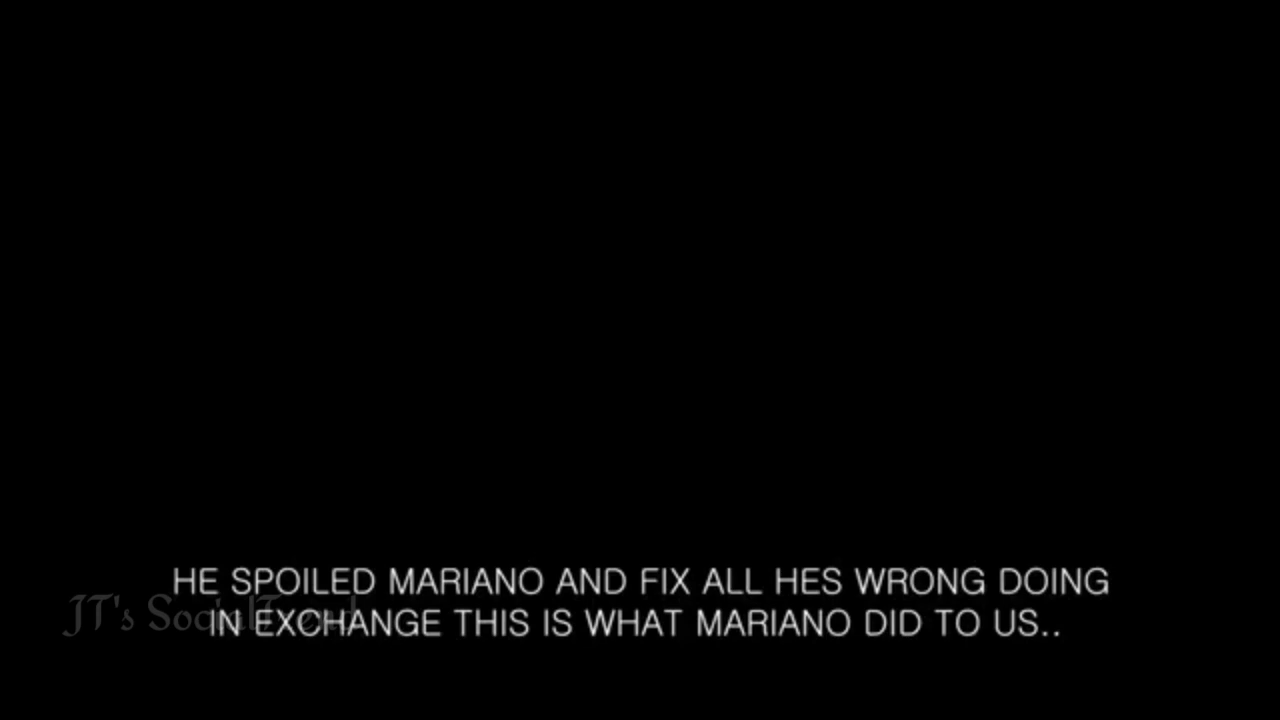 HE SPOILED MARIANO AND FIX ALL HES WRONG DOING
IN EXCHANGE THIS IS WHAT MARIANO DID TO US..
JT's SocialTrend